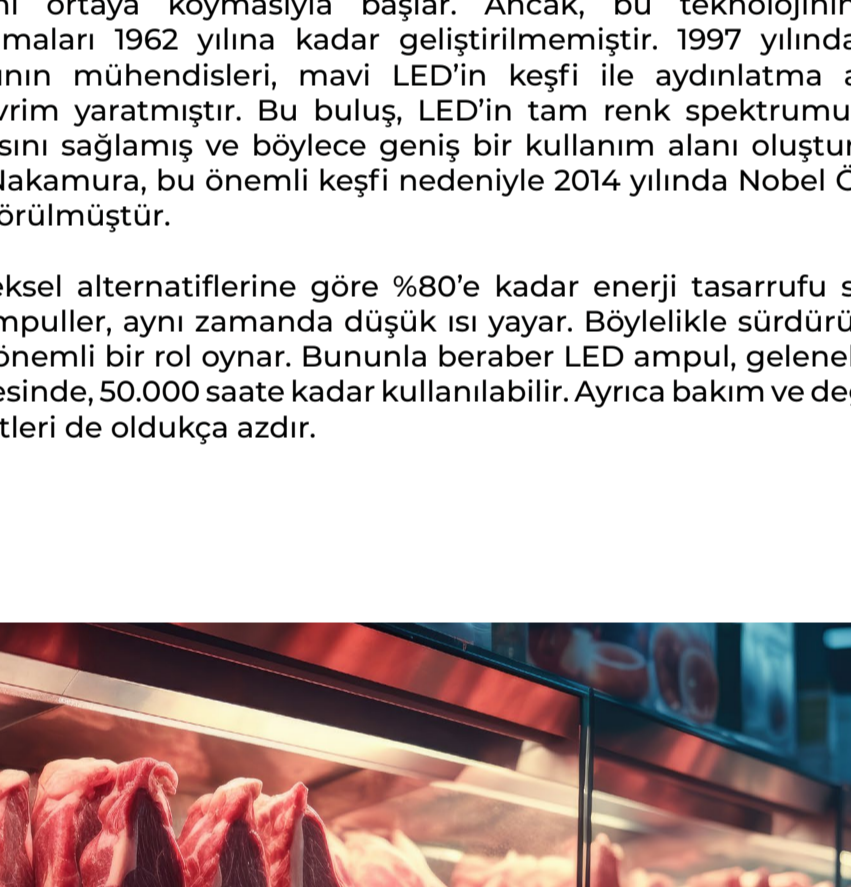 ortaya koymasıyla başlar. Ancak, bu teknolojinin
maları 1962 yılına kadar geliştirilmemiştir. 1997 yılında
nın mühendisleri, mavi LED’in keşfi ile aydınlatma
vrim yaratmıştır. Bu buluş, LED’in tam renk spektrumu
sını sağlamış ve böylece geniş bir kullanım alanı oluştur
Nakamura, bu önemli keşfi nedeniyle 2014 yılında Nobel Ö
örülmüştür.
eksel alternatiflerine göre %80’e kadar enerji tasarrufu s
mpuller, aynı zamanda düşük ısı yayar. Böylelikle sürdürü
önemli bir rol oynar. Bununla beraber LED ampul, gelenek
esinde, 50.000 saate kadar kullanılabilir. Ayrıca bakım ve de
tleri de oldukça azdır.